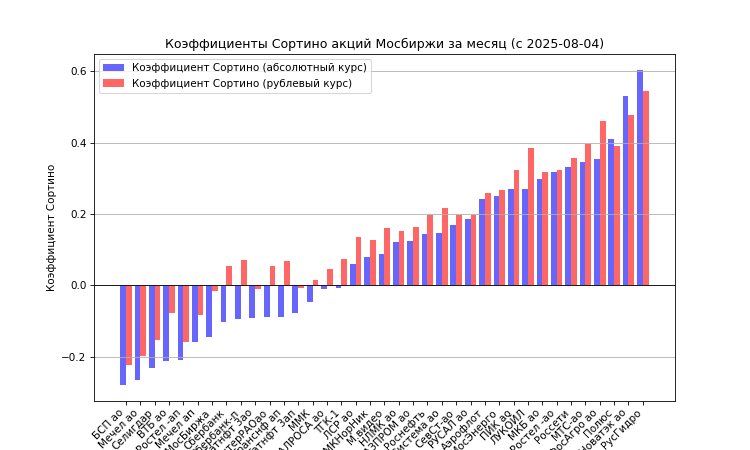 Коэффициенты Сортино акций Мосбиржи за месяц (с 2025-08-04)
Коэффициент Сортино (абсолютный курс)
Коэффициент Сортино (рублевый курс)
Коэффициент Сортино
0.6
0.4
0.2
0.0
−0.2
БСП ао
Мечел ао
Селигдар
ВТБ ао
Ростел -ап
Мечел ап
МосБиржа
Сбербанк
ММК
ТГК-1
ЛСР ао
М.видео
НЛМК ао
Роснефть
РУСАЛ ао
Аэрофлот
ПИК ао
ЛУКОЙЛ
МКБ ао
Ростел -ао
Россети
МТС-ао
Полюс
РусГидро